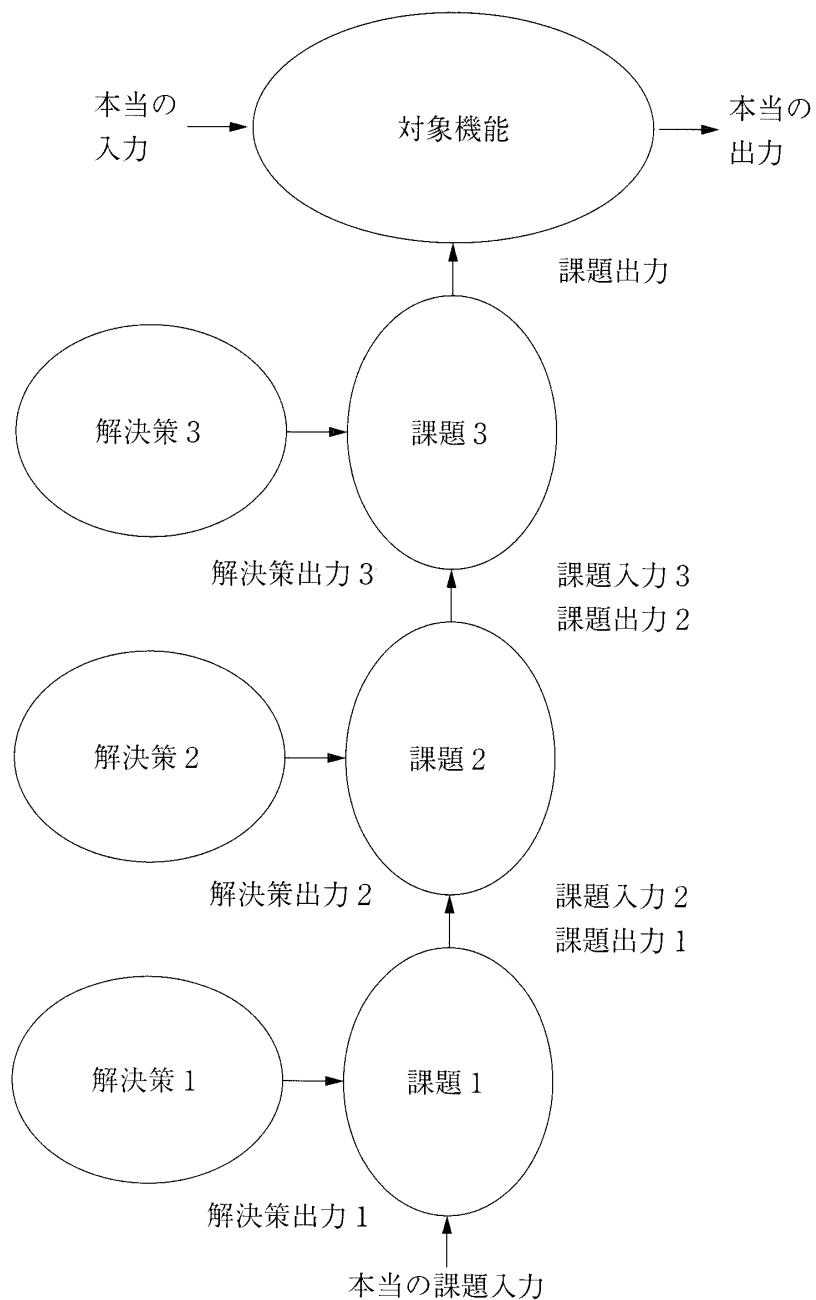 本当の
入力
対象機能
本当の
出力
課題出力
解決策3
課題3
解決策出力3
課題入力3
課題出力2
解決策2
課題2
解決策出力2
課題入力2
課題出力1
解決策1
課題1
解決策出力1
本当の課題入力